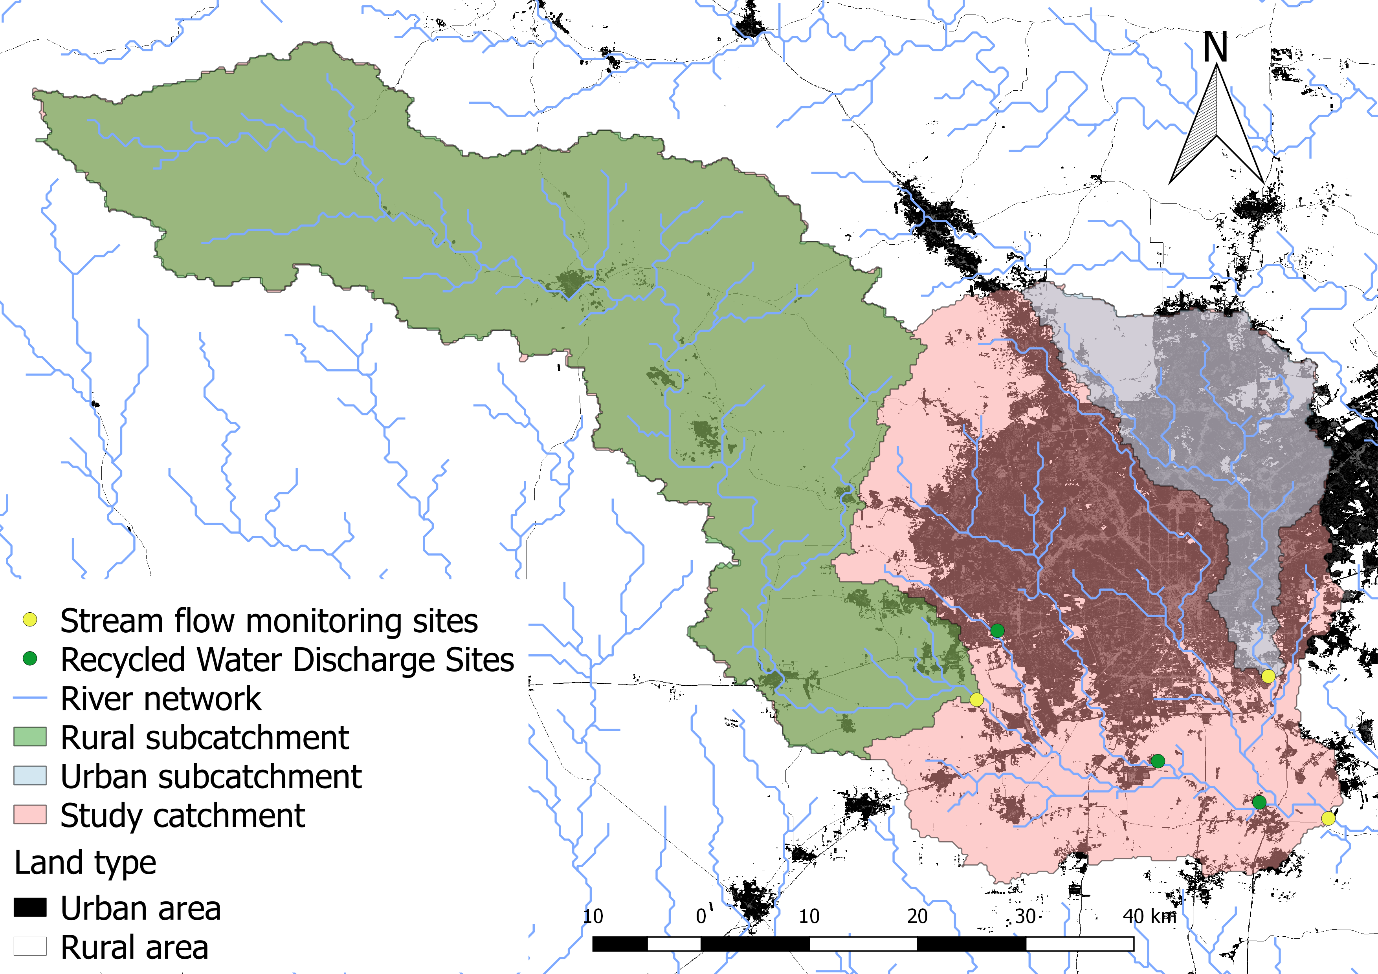 N
Stream flow monitoring sites
Recycled Water Discharge Sites
River network
Rural subcatchment
Urban subcatchment
Study catchment
Land type
Urban area
Rural area
10 0 10 20 30 40 km